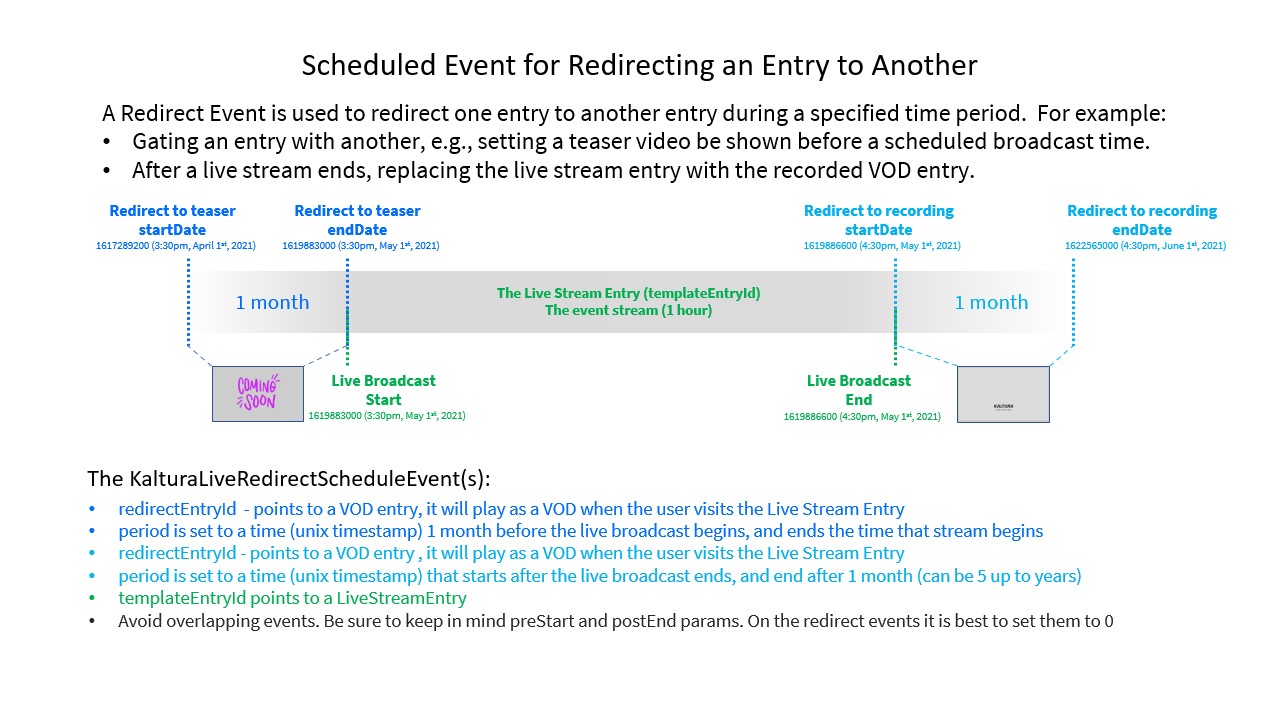 Scheduled Event for Redirecting an Entry to Another
A Redirect Event is used to redirect one entry to another entry during a specified time period.  For example:
• Gating an entry with another, e.g., setting a teaser video be shown before a scheduled broadcast time.
• After a live stream ends, replacing the live stream entry with the recorded VOD entry.
Redirect to teaser
startDate
1617289200 (3:30pm, April 1st, 2021)
Redirect to teaser
endDate
1619883000 (3:30pm, May 1st, 2021)
Redirect to recording
startDate
1619886600 (4:30pm, May 1st, 2021)
Redirect to recording
endDate
1622565000 (4:30pm, June 1st, 2021)
1 month
The Live Stream Entry (templateEntryId)
The event stream (1 hour)
1 month
COMING
SOON
Live Broadcast
Start
1619883000 (3:30pm, May 1st, 2021)
Live Broadcast
End
1619886600 (4:30pm, May 1st, 2021)
KALTURA
The KalturaLiveRedirectScheduleEvent(s):
• redirectEntryId  - points to a VOD entry, it will play as a VOD when the user visits the Live Stream Entry
• period is set to a time (unix timestamp) 1 month before the live broadcast begins, and ends the time that stream begins
• redirectEntryId - points to a VOD entry , it will play as a VOD when the user visits the Live Stream Entry
• period is set to a time (unix timestamp) that starts after the live broadcast ends, and end after 1 month (can be 5 up to years)
• templateEntryId points to a LiveStreamEntry
• Avoid overlapping events. Be sure to keep in mind preStart and postEnd params. On the redirect events it is best to set them to 0